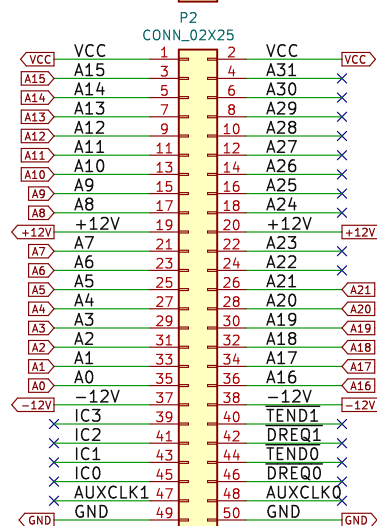 P2
CONN_02X25
VCC VCC 1 2 VCC VCC
A15 A15 3 4 A31
A14 A14 5 6 A30
A13 A13 7 8 A29
A12 A12 9 10 A28
A11 A11 11 12 A27
A10 A10 13 14 A26
A9 A9 15 16 A25
A8 A8 17 18 A24
+12V +12V 19 20 +12V +12V
A7 A7 21 22 A23
A6 A6 23 24 A22
A5 A5 25 26 A21 A21
A4 A4 27 28 A20 A20
A3 A3 29 30 A19 A19
A2 A2 31 32 A18 A18
A1 A1 33 34 A17 A17
A0 A0 35 36 A16 A16
-12V -12V 37 38 -12V -12V
IC3 39 40 TEND1
IC2 41 42 DREQ1
IC1 43 44 TEND0
IC0 45 46 DREQ0
AUXCLK1 47 48 AUXCLK0
GND GND 49 50 GND GND